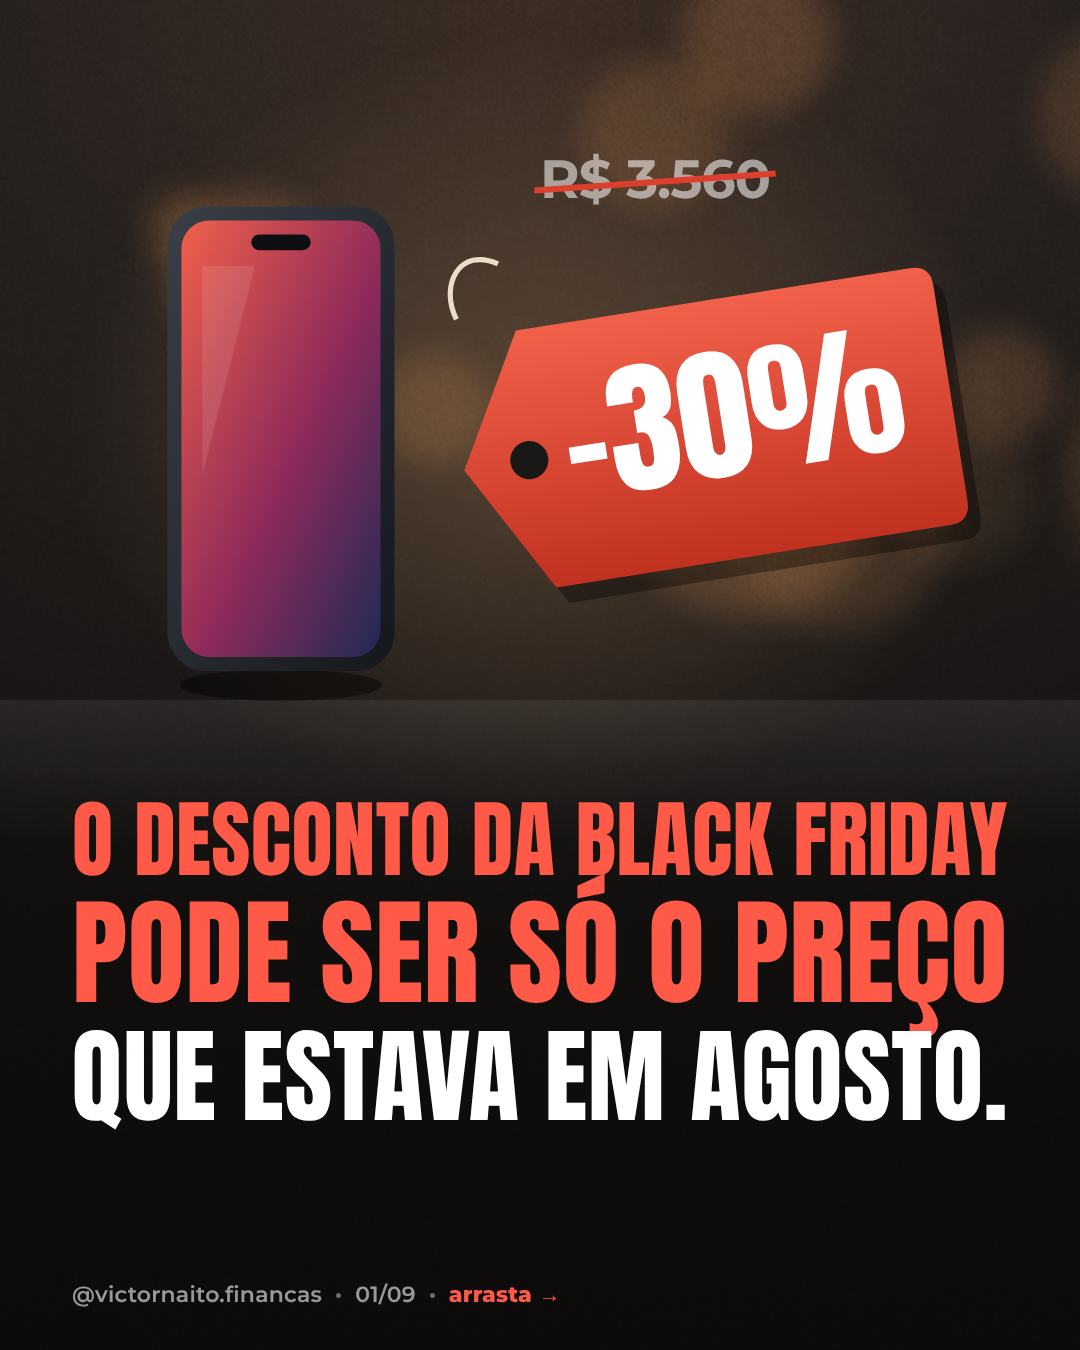 R$ 3.560
-30%
O DESCONTO DA BLACK FRIDAY
PODE SER SÓ O PREÇO
QUE ESTAVA EM AGOSTO.
@victornaito.financas • 01/09 • arrasta →